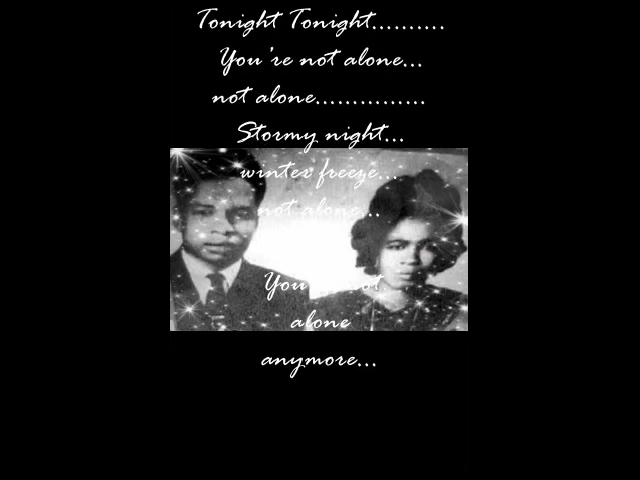 Tonight Tonight..........
You're not alone...
not alone...............
Stormy night...
winter freeze...
not alone...
You not
alone
anymore...